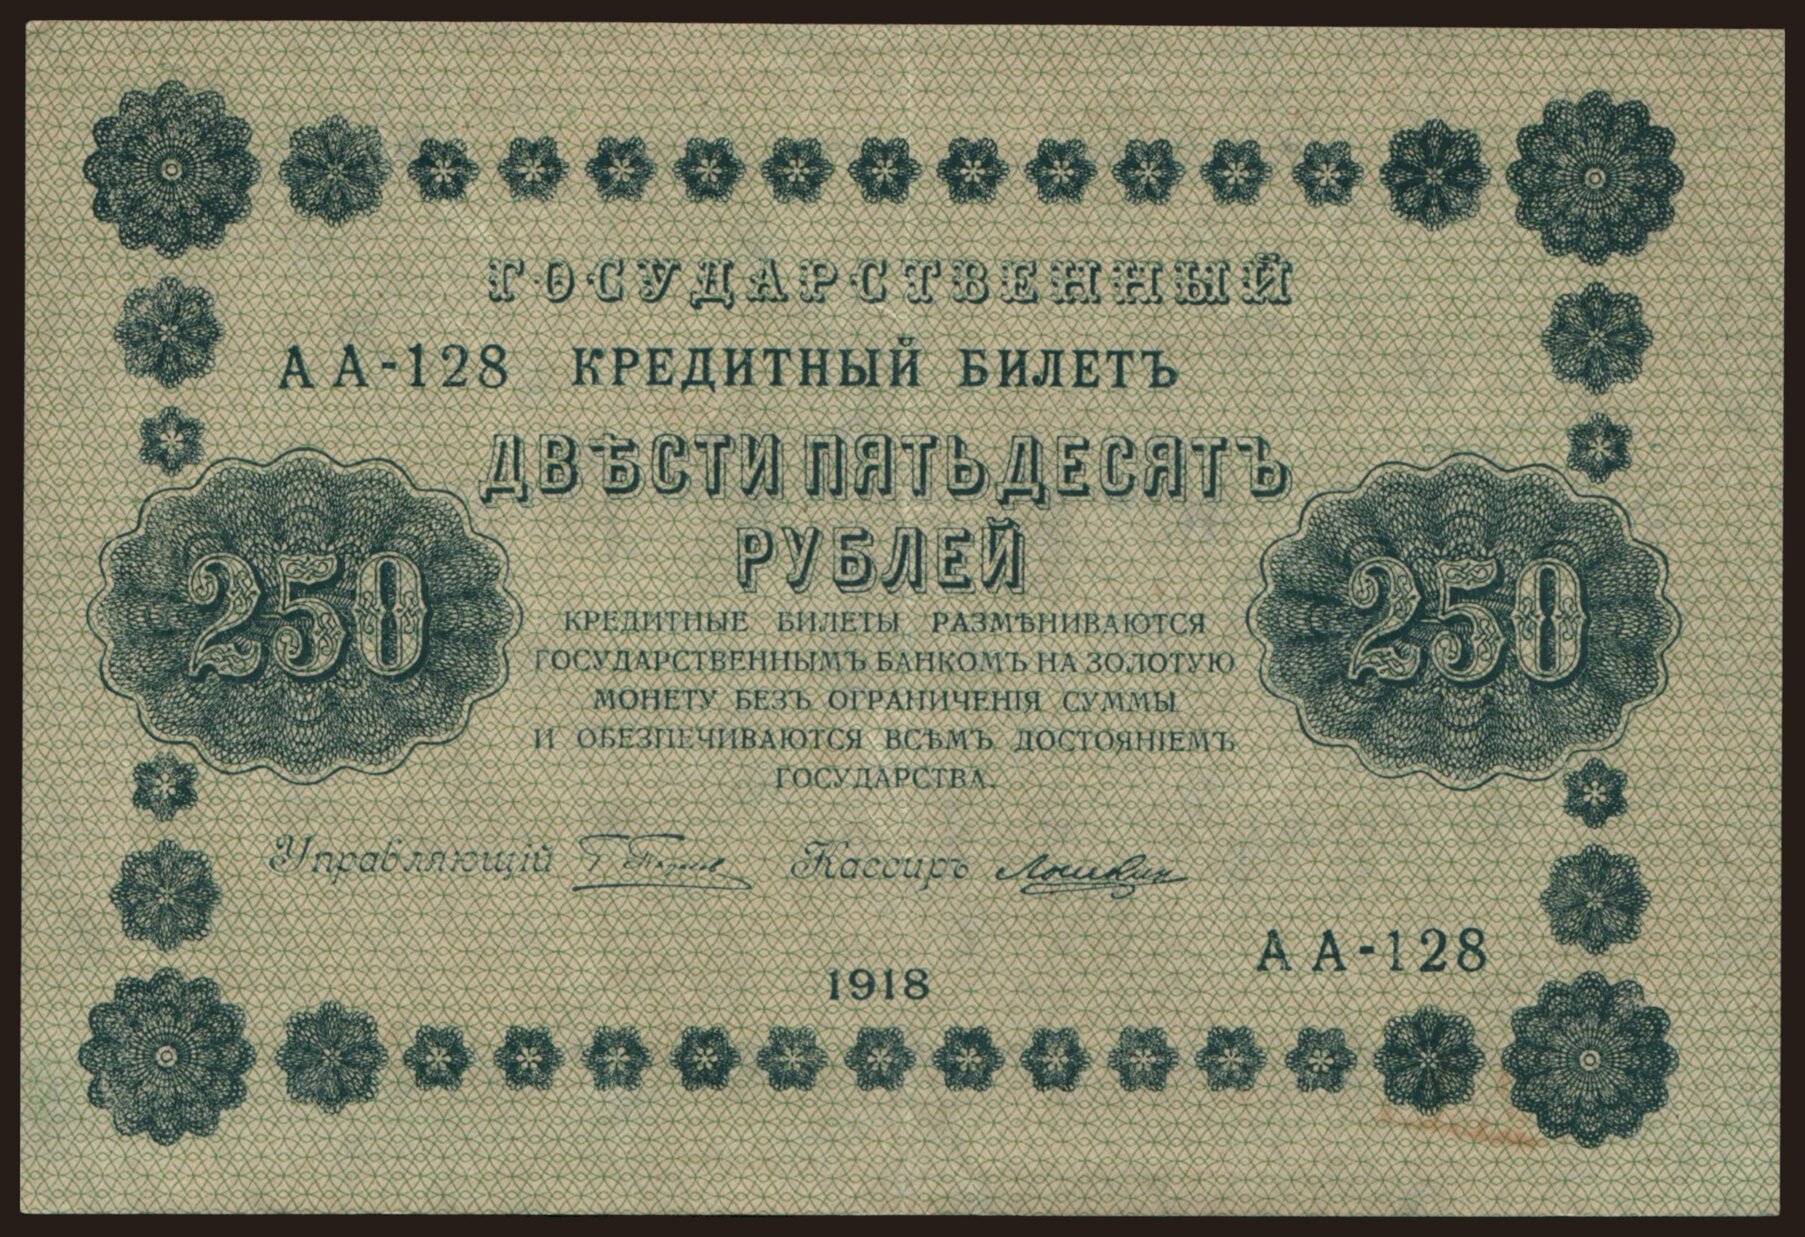 ГОСУДАРСТВЕННЫЙ
АА-128 КРЕДИТНЫЙ БИЛЕТЪ
ДВѢСТИ ПЯТЬДЕСЯТЪ
РУБЛЕЙ
250
250
КРЕДИТНЫЕ БИЛЕТЫ РАЗМѢНИВАЮТСЯ
ГОСУДАРСТВЕННЫМЪ БАНКОМЪ НА ЗОЛОТУЮ
МОНЕТУ БЕЗЪ ОГРАНИЧЕНІЯ СУММЫ
И ОБЕЗПЕЧИВАЮТСЯ ВСѢМЪ ДОСТОЯНІЕМЪ
ГОСУДАРСТВА.
Управляющій Кассиръ
АА-128
1918